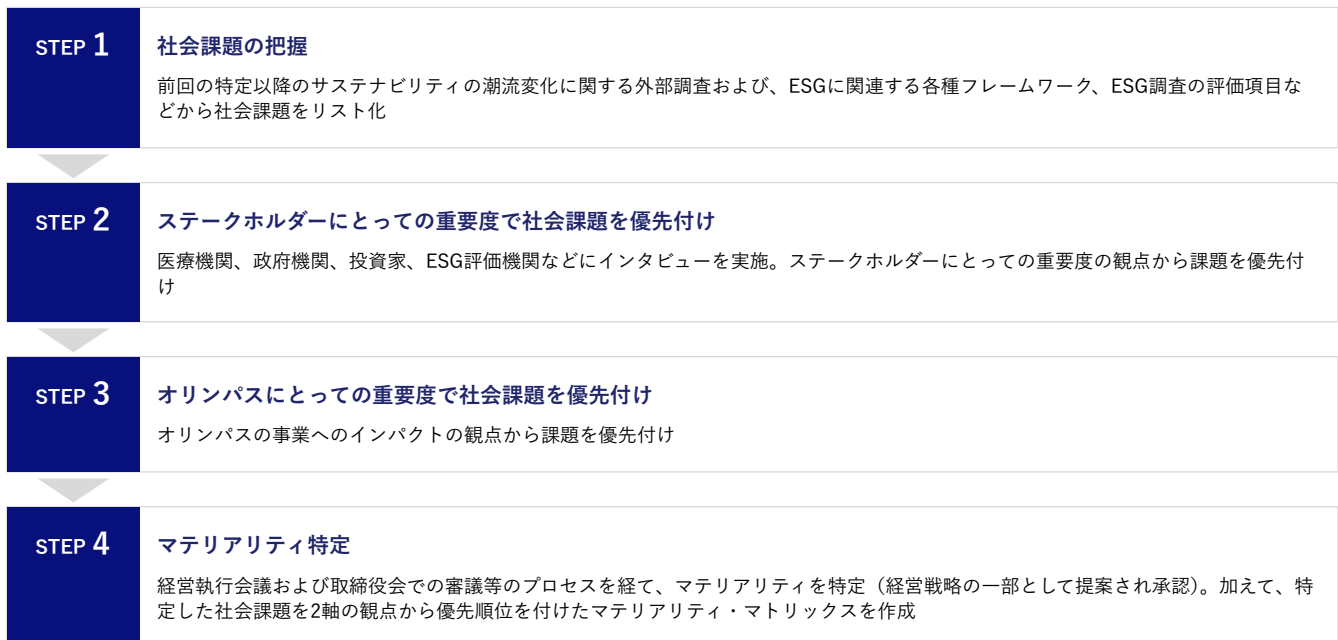 STEP 1
社会課題の把握
前回の特定以降のサステナビリティの潮流変化に関する外部調査および、ESGに関連する各種フレームワーク、ESG調査の評価項目な
どから社会課題をリスト化
STEP 2
ステークホルダーにとっての重要度で社会課題を優先付け
医療機関、政府機関、投資家、ESG評価機関などにインタビューを実施。ステークホルダーにとっての重要度の観点から課題を優先付
け
STEP 3
オリンパスにとっての重要度で社会課題を優先付け
オリンパスの事業へのインパクトの観点から課題を優先付け
STEP 4
マテリアリティ特定
経営執行会議および取締役会での審議等のプロセスを経て、マテリアリティを特定（経営戦略の一部として提案され承認）。加えて、特
定した社会課題を2軸の観点から優先順位を付けたマテリアリティ・マトリックスを作成